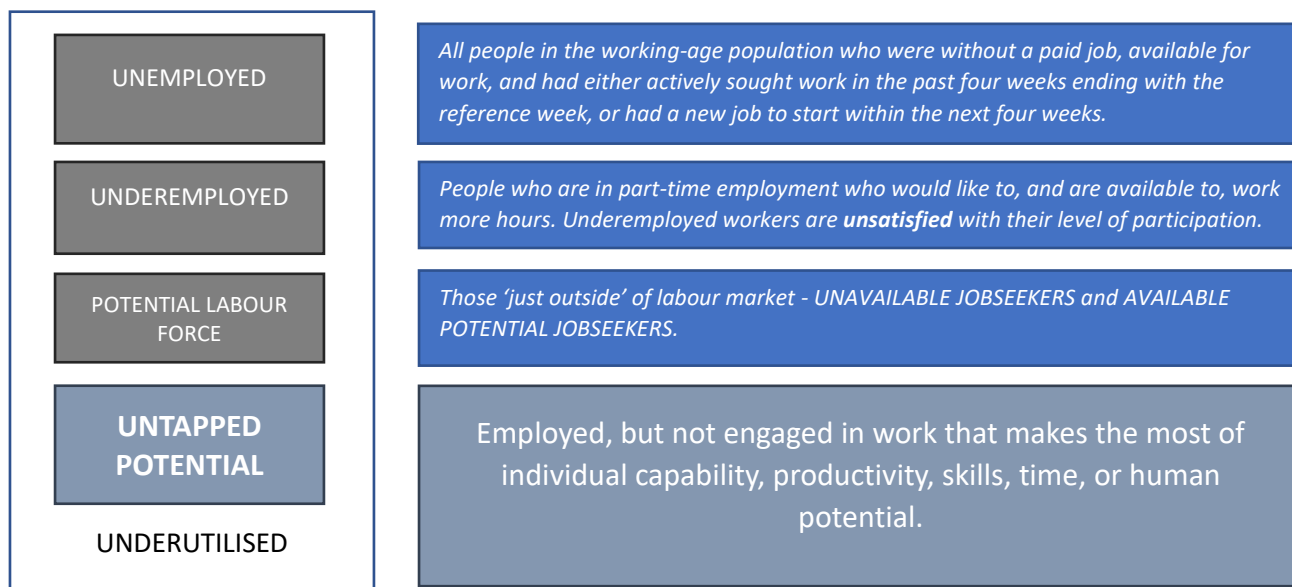 UNEMPLOYED
All people in the working-age population who were without a paid job, available for
work, and had either actively sought work in the past four weeks ending with the
reference week, or had a new job to start within the next four weeks.
UNDEREMPLOYED
People who are in part-time employment who would like to, and are available to, work
more hours. Underemployed workers are unsatisfied with their level of participation.
POTENTIAL LABOUR
FORCE
Those ‘just outside’ of labour market - UNAVAILABLE JOBSEEKERS and AVAILABLE
POTENTIAL JOBSEEKERS.
UNTAPPED
POTENTIAL
Employed, but not engaged in work that makes the most of
individual capability, productivity, skills, time, or human
potential.
UNDERUTILISED